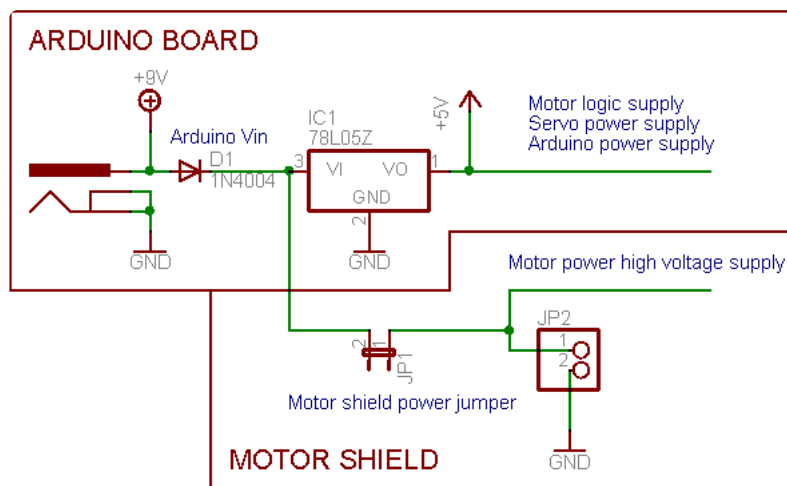 ARDUINO BOARD
+9V
Arduino Vin
D1
1N4004
IC1
78L05Z
3
VI
VO
1
GND
2
+5V
Motor logic supply
Servo power supply
Arduino power supply
GND
GND
Motor power high voltage supply
JP2
1
2
2
1
JP1
Motor shield power jumper
MOTOR SHIELD
GND